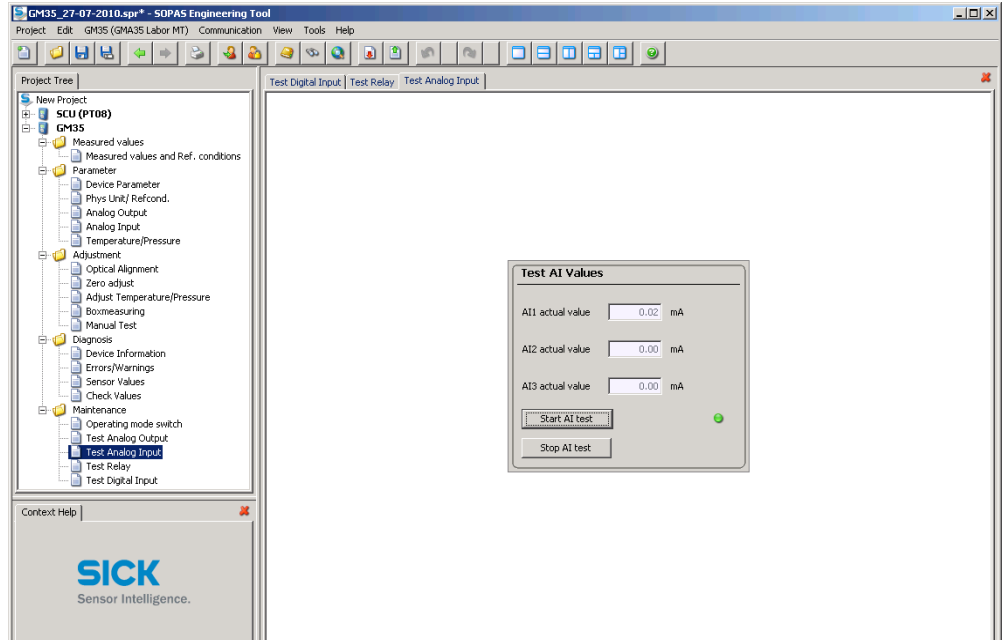 GM35_27-07-2010.spr* - SOPAS Engineering Tool
Project Edit GM35 (GMA35 Labor MT) Communication View Tools Help
Project Tree
New Project
SCU (PT08)
GM35
Measured values
Measured values and Ref. conditions
Parameter
Device Parameter
Phys Unit/ Refcond.
Analog Output
Analog Input
Temperature/Pressure
Adjustment
Optical Alignment
Zero adjust
Adjust Temperature/Pressure
Boxmeasuring
Manual Test
Diagnosis
Device Information
Errors/Warnings
Sensor Values
Check Values
Maintenance
Operating mode switch
Test Analog Output
Test Analog Input
Test Relay
Test Digital Input
Context Help
SICK
Sensor Intelligence.
Test Digital Input Test Relay Test Analog Input
Test AI Values
AI1 actual value 0.02 mA
AI2 actual value 0.00 mA
AI3 actual value 0.00 mA
Start AI test
Stop AI test